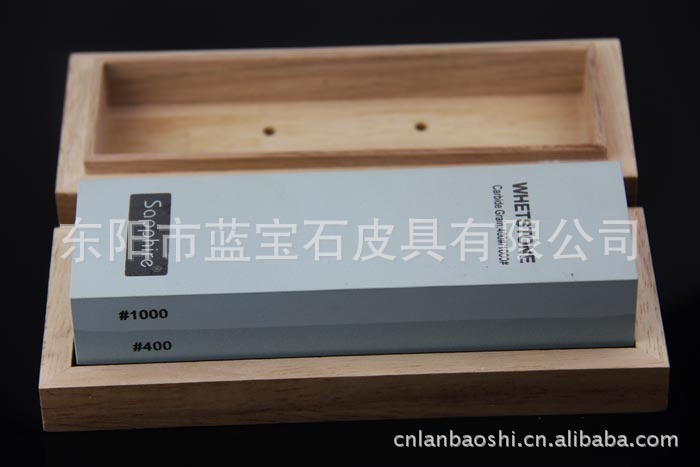 WHETSTONE
Carbide Grain:400#/1000#
Sapphire®
东阳市蓝宝石皮具有限公司
#1000
#400
cnlanbaoshi.cn.alibaba.com